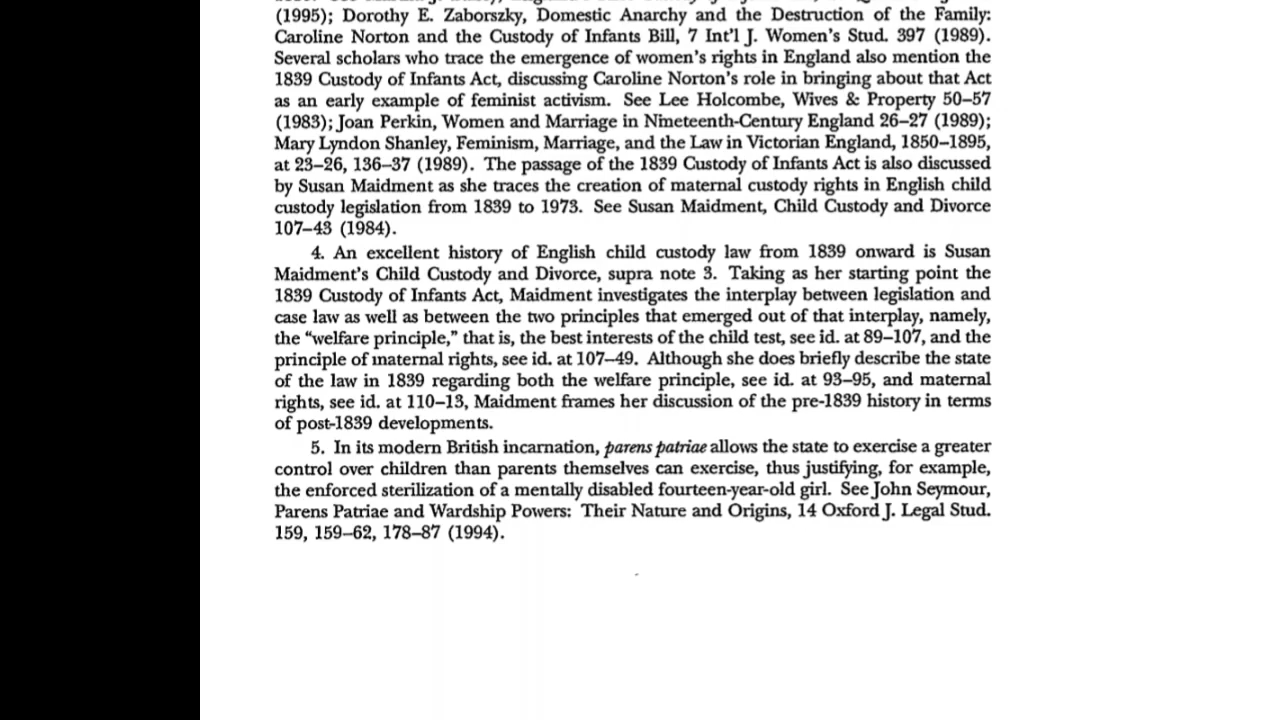 (1995); Dorothy E. Zaborszky, Domestic Anarchy and the Destruction of the Family:
Caroline Norton and the Custody of Infants Bill, 7 Int'l J. Women's Stud. 397 (1989).
Several scholars who trace the emergence of women's rights in England also mention the
1839 Custody of Infants Act, discussing Caroline Norton's role in bringing about that Act
as an early example of feminist activism. See Lee Holcombe, Wives & Property 50–57
(1983); Joan Perkin, Women and Marriage in Nineteenth-Century England 26–27 (1989);
Mary Lyndon Shanley, Feminism, Marriage, and the Law in Victorian England, 1850–1895,
at 23–26, 136–37 (1989). The passage of the 1839 Custody of Infants Act is also discussed
by Susan Maidment as she traces the creation of maternal custody rights in English child
custody legislation from 1839 to 1973. See Susan Maidment, Child Custody and Divorce
107–43 (1984).
4. An excellent history of English child custody law from 1839 onward is Susan
Maidment's Child Custody and Divorce, supra note 3. Taking as her starting point the
1839 Custody of Infants Act, Maidment investigates the interplay between legislation and
case law as well as between the two principles that emerged out of that interplay, namely,
the “welfare principle,” that is, the best interests of the child test, see id. at 89–107, and the
principle of maternal rights, see id. at 107–49. Although she does briefly describe the state
of the law in 1839 regarding both the welfare principle, see id. at 93–95, and maternal
rights, see id. at 110–13, Maidment frames her discussion of the pre-1839 history in terms
of post-1839 developments.
5. In its modern British incarnation, parens patriae allows the state to exercise a greater
control over children than parents themselves can exercise, thus justifying, for example,
the enforced sterilization of a mentally disabled fourteen-year-old girl. See John Seymour,
Parens Patriae and Wardship Powers: Their Nature and Origins, 14 Oxford J. Legal Stud.
159, 159–62, 178–87 (1994).